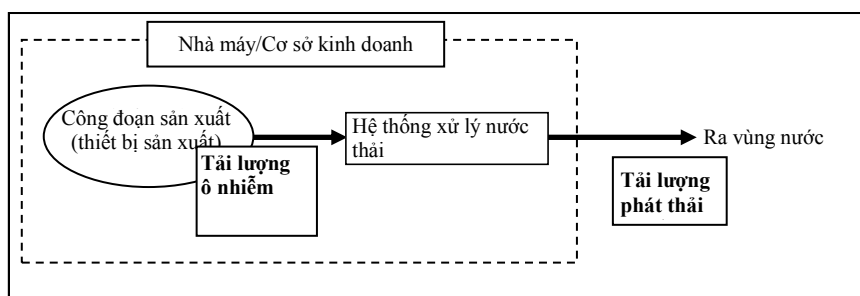 Nhà máy/Cơ sở kinh doanh
Công đoạn sản xuất
(thiết bị sản xuất)
Tải lượng
ô nhiễm
Hệ thống xử lý nước
thải
Ra vùng nước
Tải lượng
phát thải